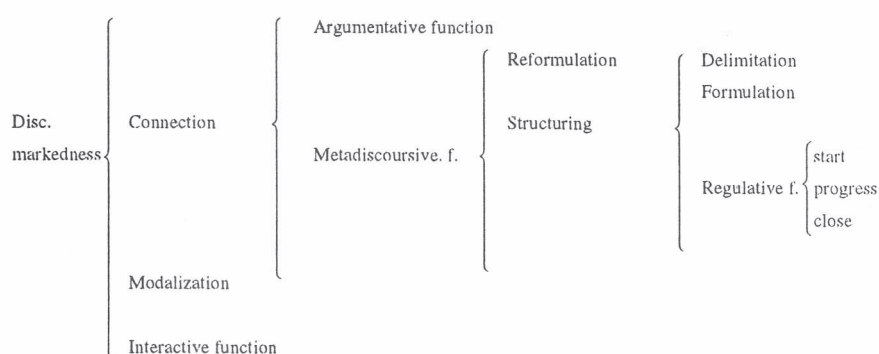 Argumentative function
Reformulation
Delimitation
Formulation
Disc.
markedness
Connection
Structuring
Metadiscoursive. f.
start
Regulative f.
progress
close
Modalization
Interactive function